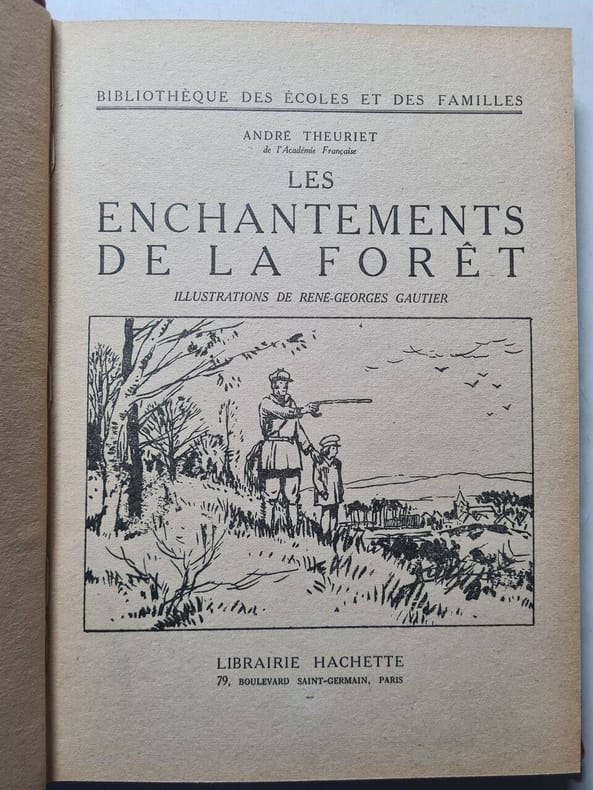 BIBLIOTHÈQUE DES ÉCOLES ET DES FAMILLES
ANDRÉ THEURIET
de l'Académie Française
LES
ENCHANTEMENTS
DE LA FORÊT
ILLUSTRATIONS DE RENÉ-GEORGES GAUTIER
LIBRAIRIE HACHETTE
79, BOULEVARD SAINT-GERMAIN, PARIS